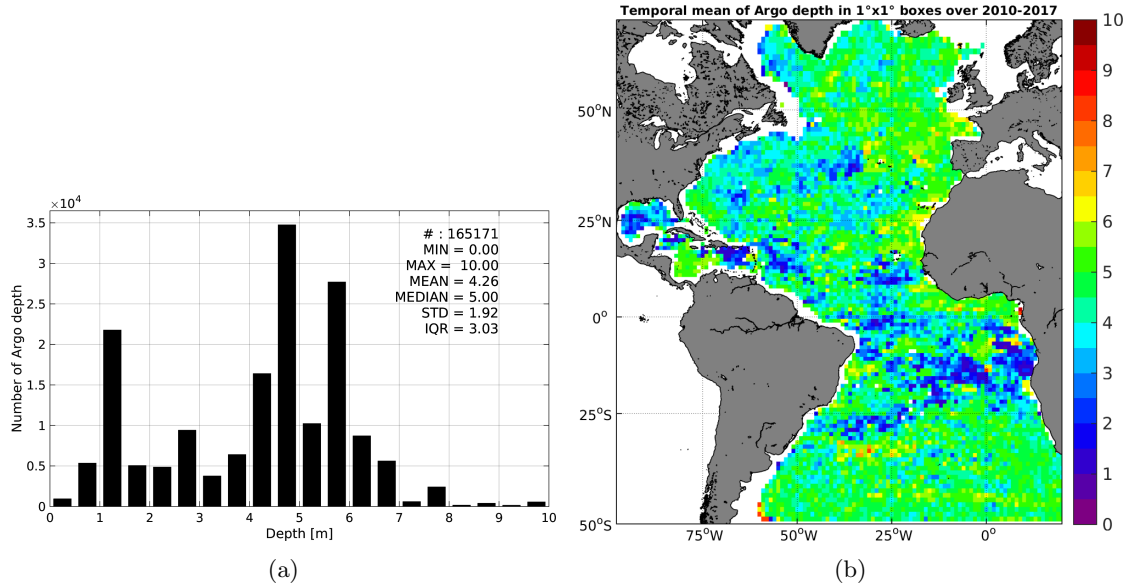 ×10⁴
3.5
3
2.5
2
1.5
1
0.5
0
Number of Argo depth
# : 165171
MIN = 0.00
MAX = 10.00
MEAN = 4.26
MEDIAN = 5.00
STD = 1.92
IQR = 3.03
0 1 2 3 4 5 6 7 8 9 10
Depth [m]
(a)
Temporal mean of Argo depth in 1°x1° boxes over 2010-2017
50°N
25°N
0°
25°S
50°S
75°W 50°W 25°W 0°
10
9
8
7
6
5
4
3
2
1
0
(b)